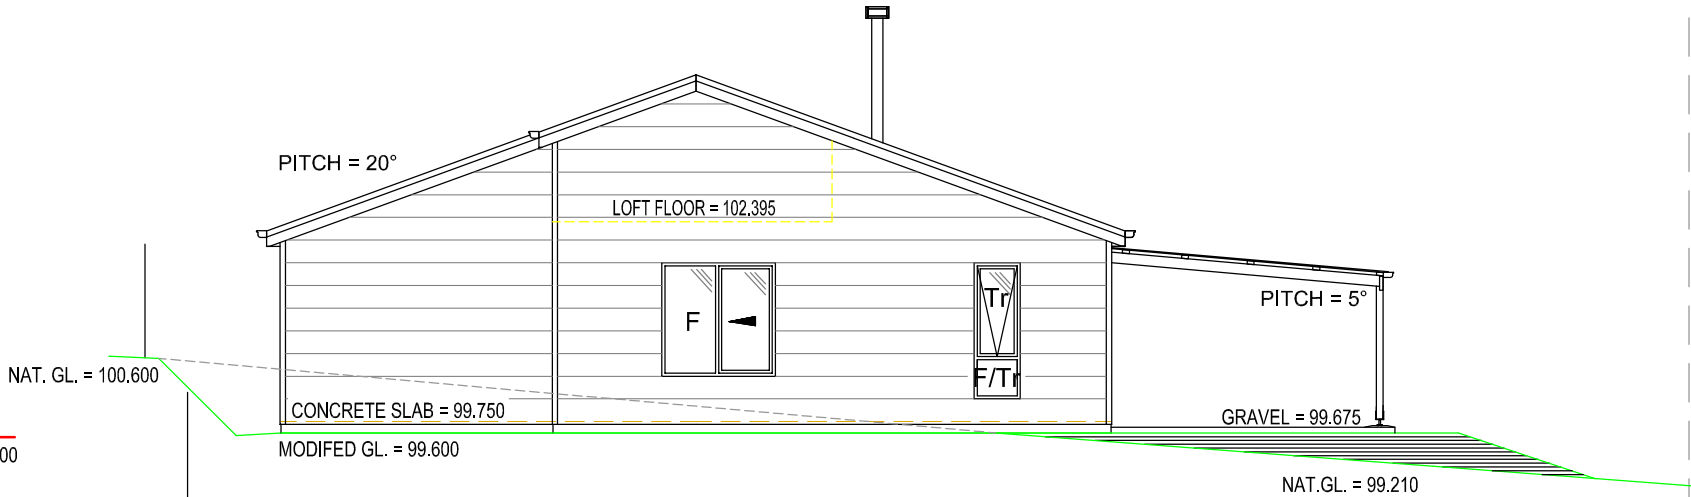 PITCH = 20°
LOFT FLOOR = 102.395
F
Tr
F/Tr
PITCH = 5°
NAT. GL. = 100.600
CONCRETE SLAB = 99.750
GRAVEL = 99.675
MODIFED GL. = 99.600
00
NAT.GL. = 99.210